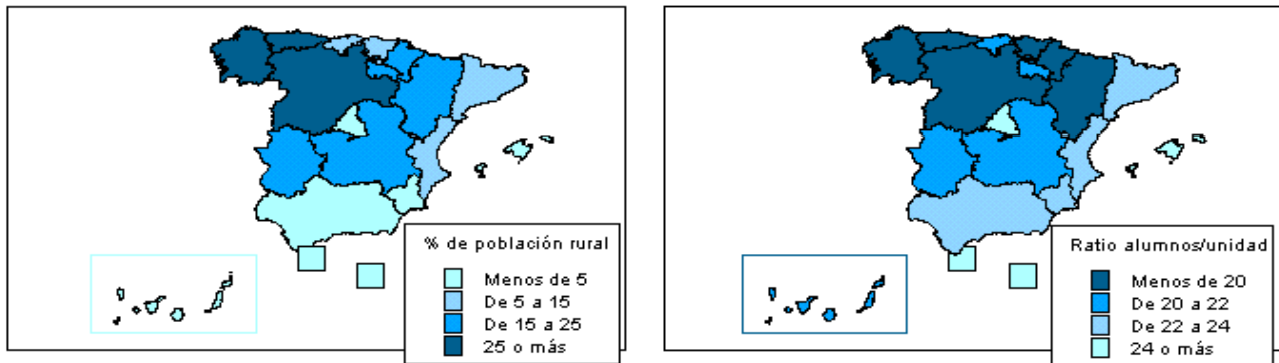 % de población rural
Menos de 5
De 5 a 15
De 15 a 25
25 o más
Ratio alumnos/unidad
Menos de 20
De 20 a 22
De 22 a 24
24 o más